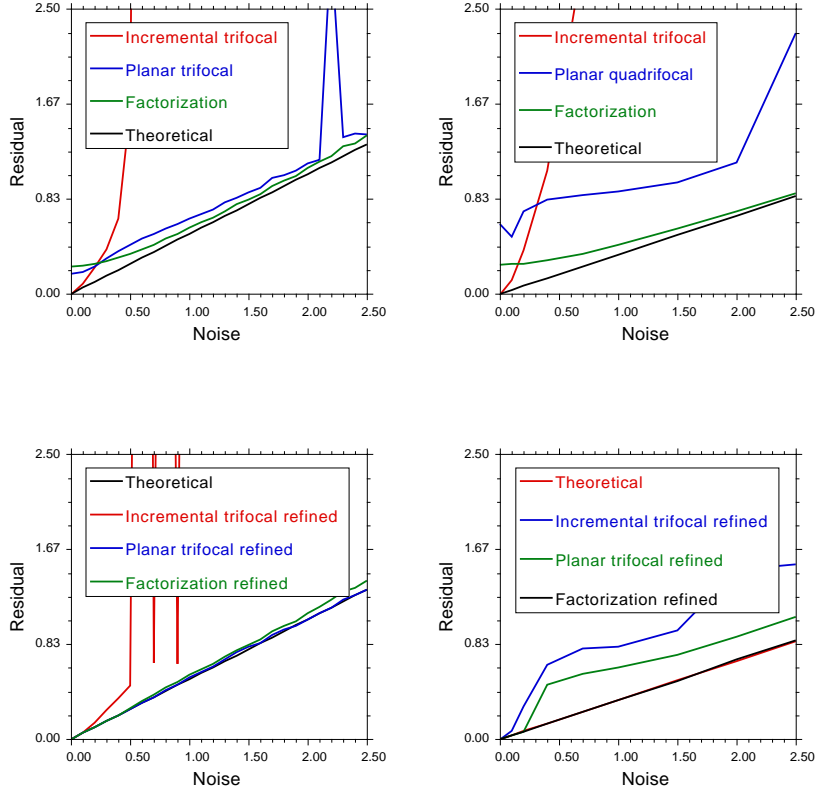 2.50
1.67
0.83
0.00
Residual
Incremental trifocal
Planar trifocal
Factorization
Theoretical
0.00 0.50 1.00 1.50 2.00 2.50
Noise
2.50
1.67
0.83
0.00
Residual
Incremental trifocal
Planar quadrifocal
Factorization
Theoretical
0.00 0.50 1.00 1.50 2.00 2.50
Noise
2.50
1.67
0.83
0.00
Residual
Theoretical
Incremental trifocal refined
Planar trifocal refined
Factorization refined
0.00 0.50 1.00 1.50 2.00 2.50
Noise
2.50
1.67
0.83
0.00
Residual
Theoretical
Incremental trifocal refined
Planar trifocal refined
Factorization refined
0.00 0.50 1.00 1.50 2.00 2.50
Noise